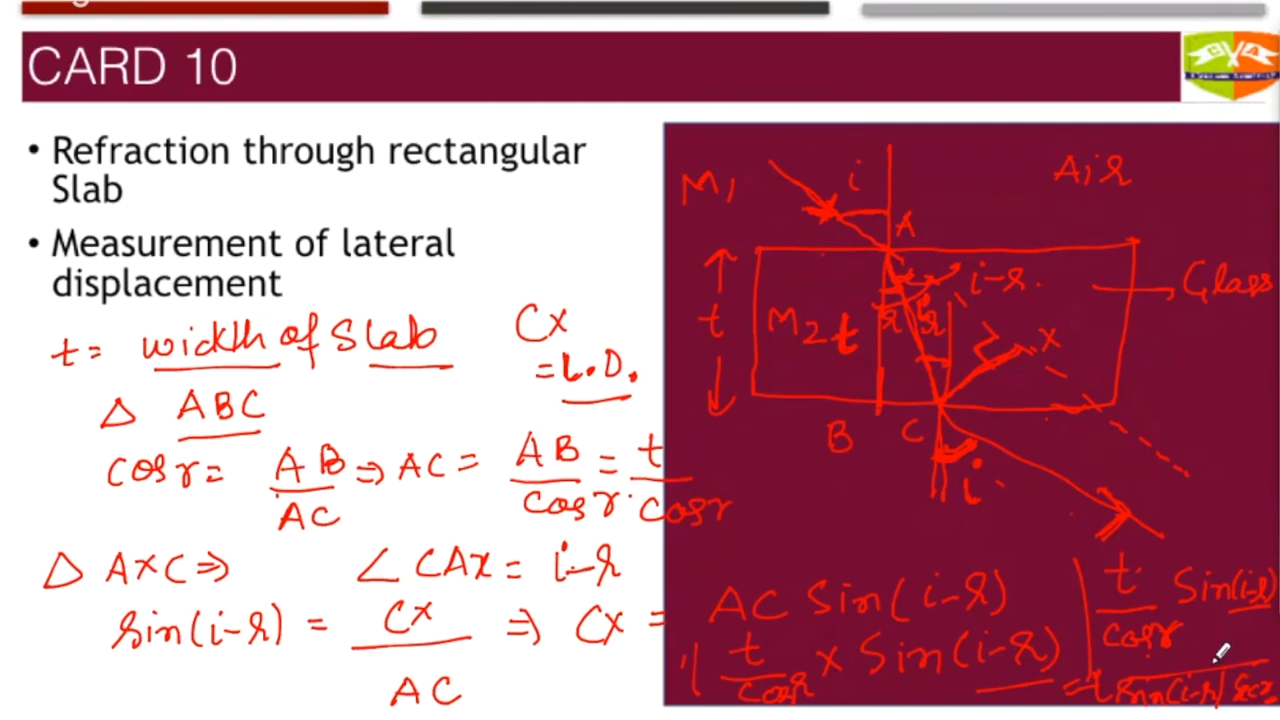 CARD 10
• Refraction through rectangular
Slab
• Measurement of lateral
displacement
t = width of Slab
CX
= L.D.
Δ ABC
cos r = AB/AC ⇒ AC = AB/cos r = t/cos r
Δ AXC ⇒ ∠CAX = i-r
Sin(i-r) = CX/AC ⇒ CX = AC Sin(i-r)
t/cos r × Sin(i-r)
t/cos r Sin(i-r)
= t Sin(i-r) Sec r
M1
i
Air
A
i-r.
Glass
t
M2
t
r
r
X
B
C
i